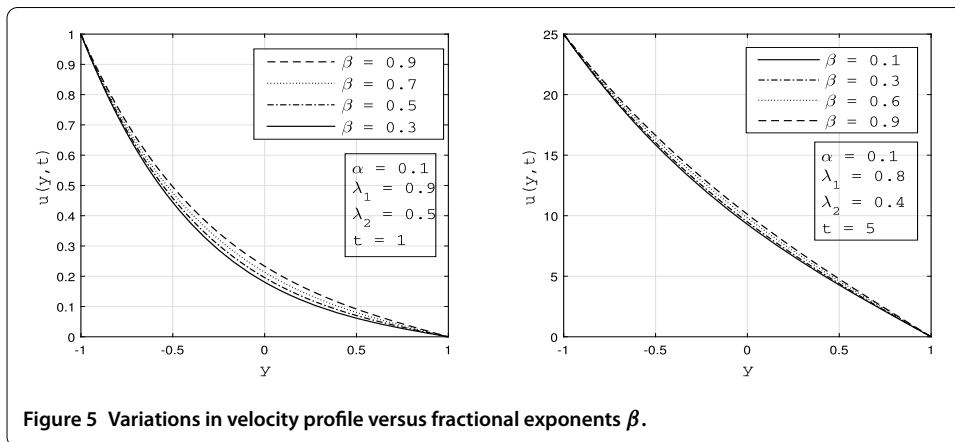 1
0.9
0.8
0.7
0.6
0.5
0.4
0.3
0.2
0.1
0
u(y,t)
-1 -0.5 0 0.5 1
y
β = 0.9
β = 0.7
β = 0.5
β = 0.3
α = 0.1
λ₁ = 0.9
λ₂ = 0.5
t = 1
25
20
15
10
5
0
u(y,t)
-1 -0.5 0 0.5 1
y
β = 0.1
β = 0.3
β = 0.6
β = 0.9
α = 0.1
λ₁ = 0.8
λ₂ = 0.4
t = 5
Figure 5 Variations in velocity profile versus fractional exponents β.